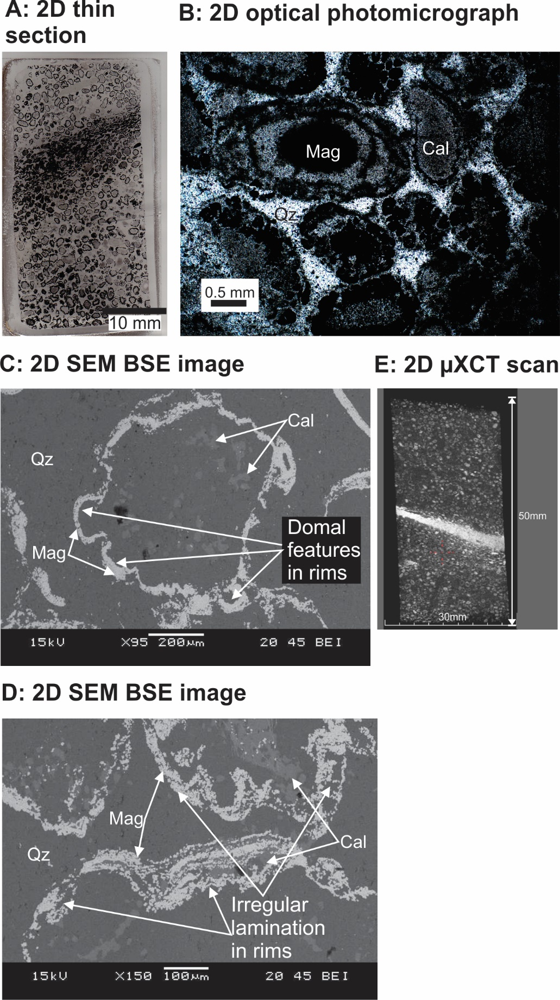 A: 2D thin
section
10 mm
B: 2D optical photomicrograph
Mag
Cal
Qz
0.5 mm
C: 2D SEM BSE image
Cal
Qz
Domal
features
in rims
Mag
15kV X95 200µm 20 45 BEI
E: 2D µXCT scan
50mm
30mm
D: 2D SEM BSE image
Mag
Cal
Qz
Irregular
lamination
in rims
15kV X150 100µm 20 45 BEI